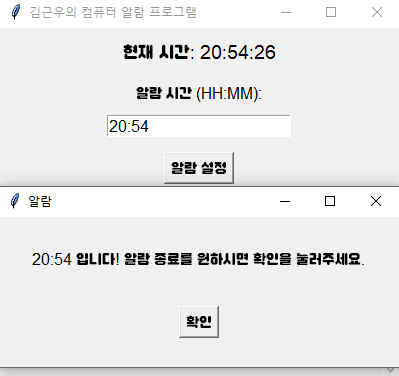 김근우의 컴퓨터 알람 프로그램
현재 시간: 20:54:26
알람 시간 (HH:MM):
20:54
알람 설정
알람
20:54 입니다! 알람 종료를 원하시면 확인을 눌러주세요.
확인